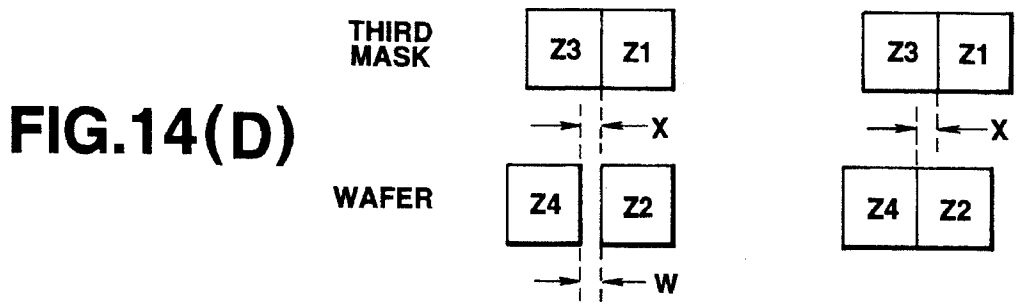 THIRD
MASK
Z3 Z1
Z3 Z1
X
X
FIG.14(D)
WAFER
Z4 Z2
Z4 Z2
W